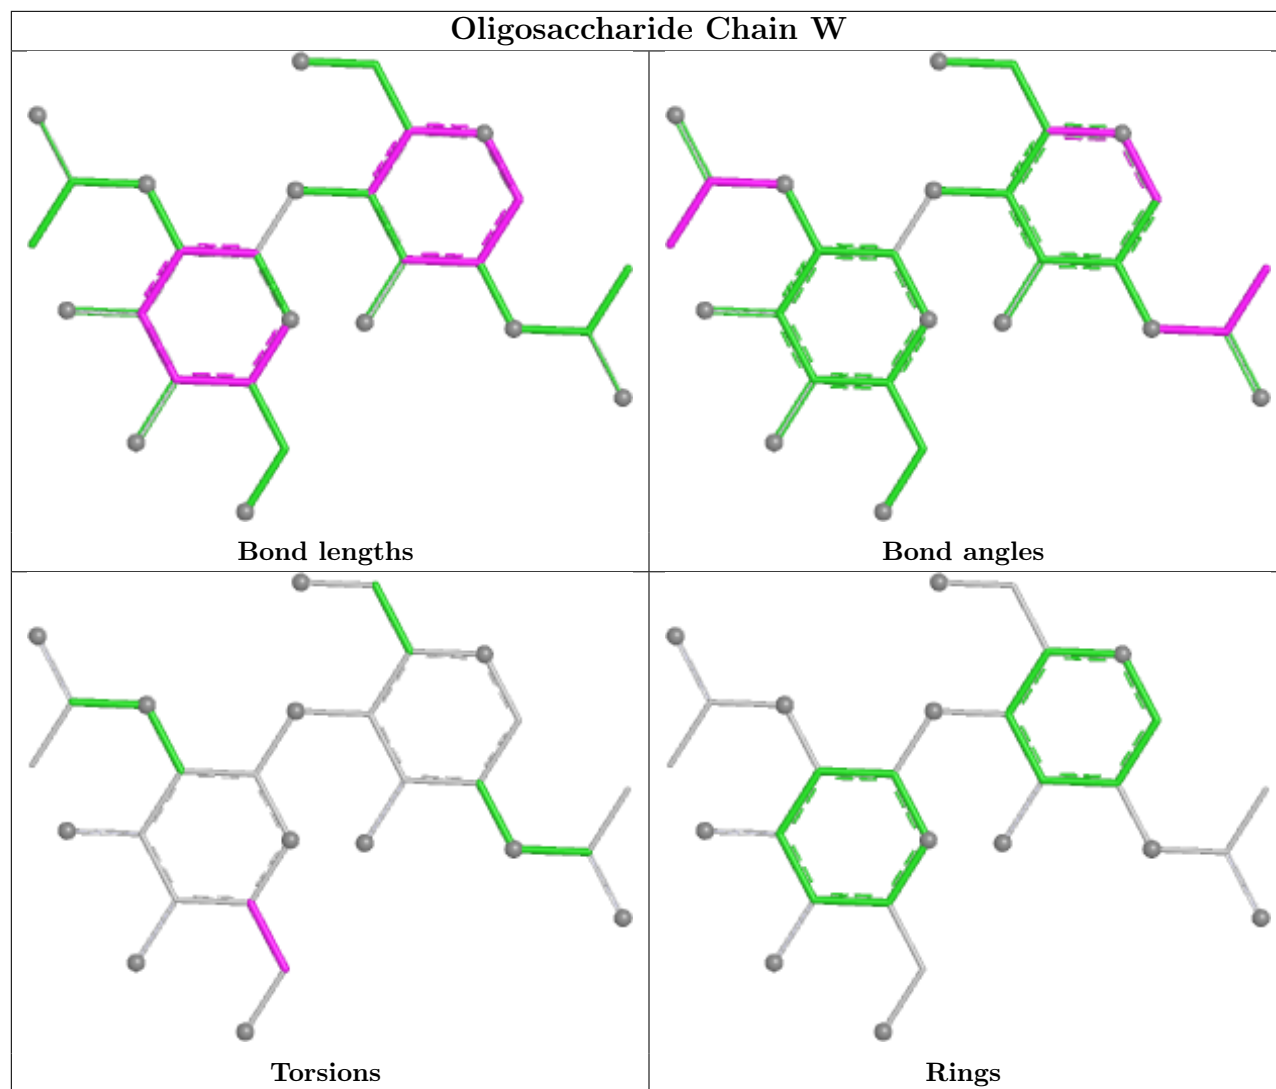 Oligosaccharide Chain W
Bond lengths
Bond angles
Torsions
Rings